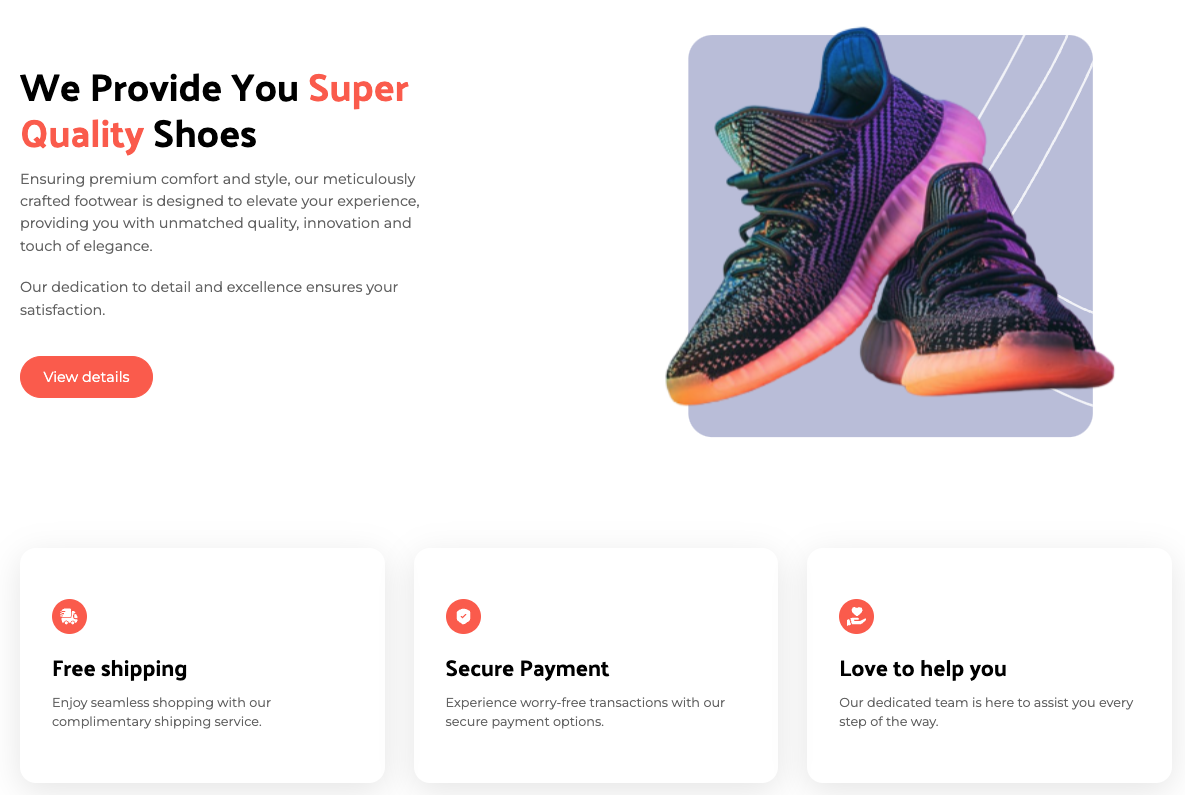 We Provide You Super
Quality Shoes
Ensuring premium comfort and style, our meticulously
crafted footwear is designed to elevate your experience,
providing you with unmatched quality, innovation and
touch of elegance.
Our dedication to detail and excellence ensures your
satisfaction.
View details
Free shipping
Enjoy seamless shopping with our
complimentary shipping service.
Secure Payment
Experience worry-free transactions with our
secure payment options.
Love to help you
Our dedicated team is here to assist you every
step of the way.